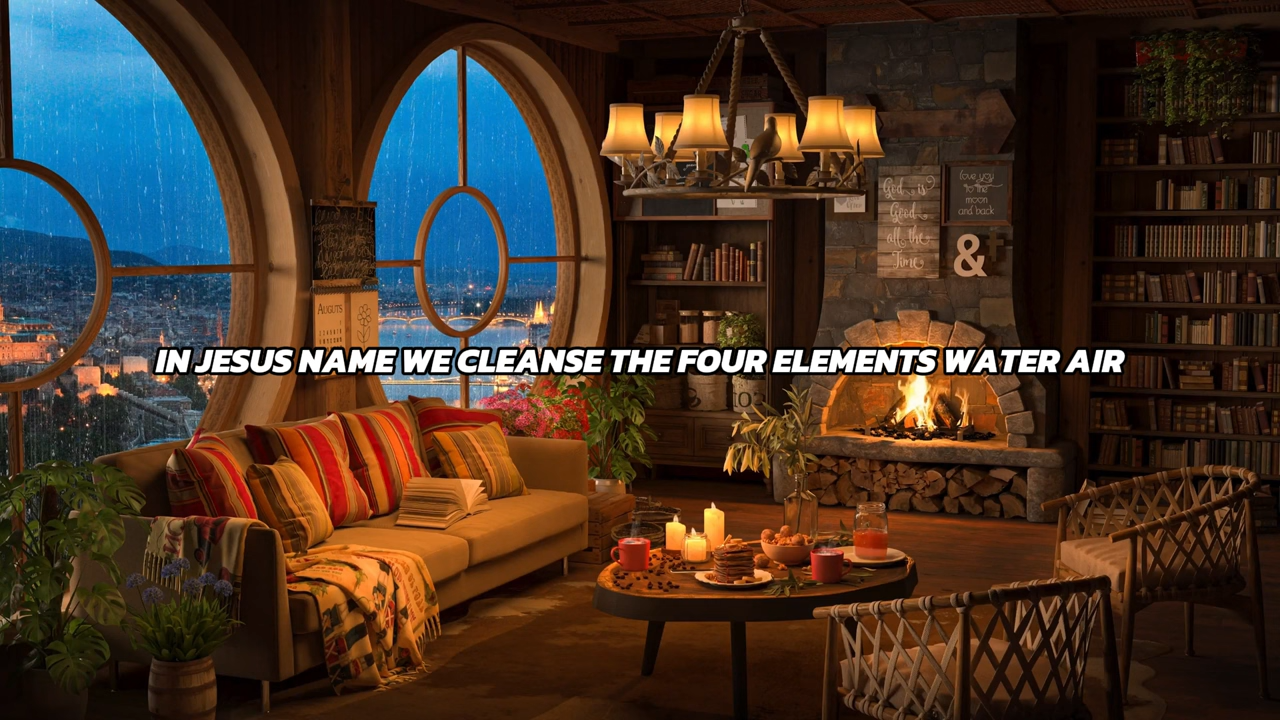 God is
Good
all the
Time
love you
to the
moon
and back
&
AUGUTS
IN JESUS NAME WE CLEANSE THE FOUR ELEMENTS WATER AIR